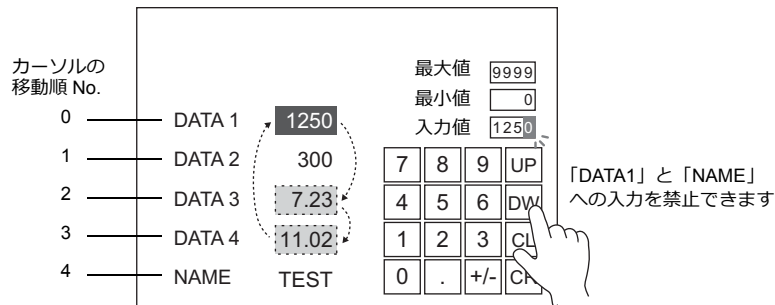 カーソルの
移動順 No.
最大値 9999
最小値 0
入力値 1250
0 DATA 1 1250
1 DATA 2 300
2 DATA 3 7.23
3 DATA 4 11.02
4 NAME TEST
7 8 9 UP
4 5 6 DW
1 2 3 CL
0 . +/-
「DATA1」と「NAME」
への入力を禁止できます